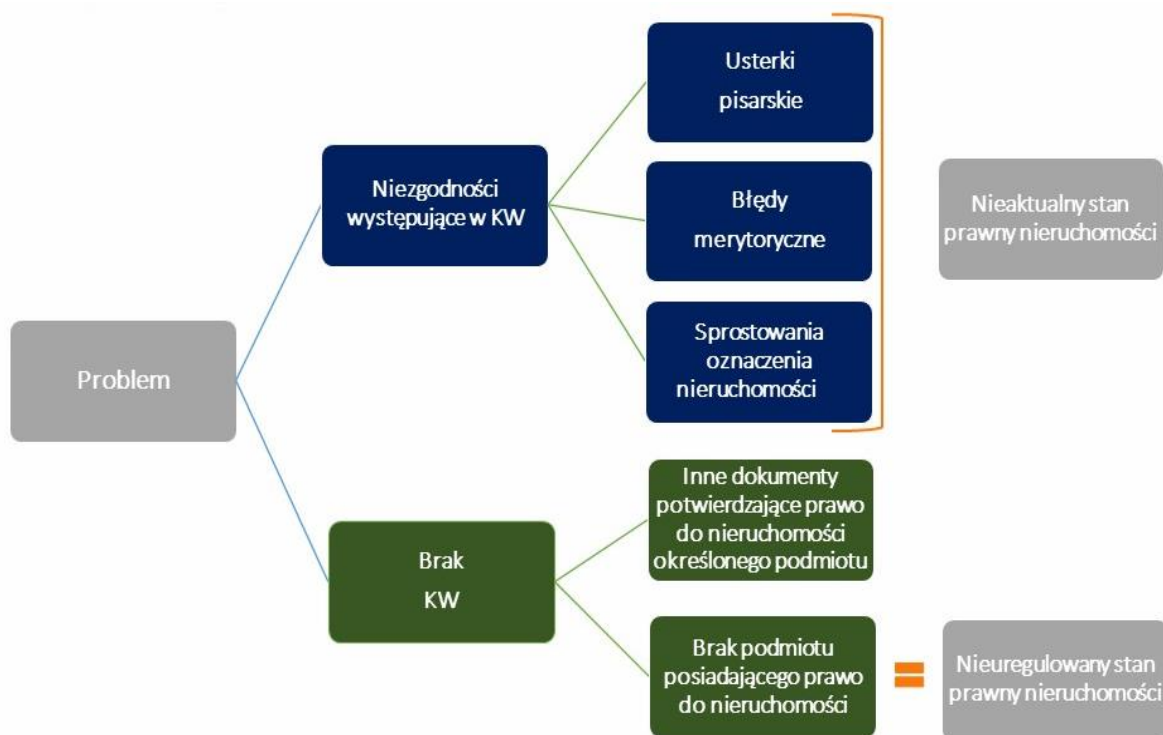 Problem
Niezgodności
występujące w KW
Usterki
pisarskie
Błędy
merytoryczne
Sprostowania
oznaczenia
nieruchomości
Nieaktualny stan
prawny nieruchomości
Brak
KW
Inne dokumenty
potwierdzające prawo
do nieruchomości
określonego podmiotu
Brak podmiotu
posiadającego prawo
do nieruchomości
=
Nieuregulowany stan
prawny nieruchomości